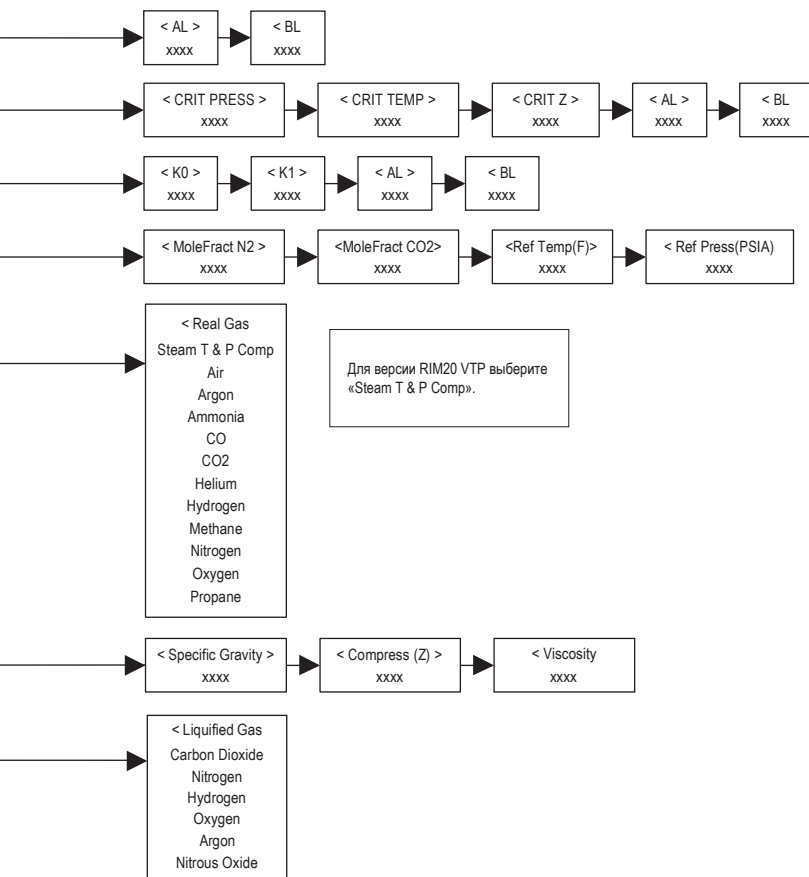 < AL >
xxxx
< BL
xxxx
< CRIT PRESS >
xxxx
< CRIT TEMP >
xxxx
< CRIT Z >
xxxx
< AL >
xxxx
< BL
xxxx
< K0 >
xxxx
< K1 >
xxxx
< AL >
xxxx
< BL
xxxx
< MoleFract N2 >
xxxx
<MoleFract CO2>
xxxx
<Ref Temp(F)>
xxxx
< Ref Press(PSIA)
xxxx
< Real Gas
Steam T & P Comp
Air
Argon
Ammonia
CO
CO2
Helium
Hydrogen
Methane
Nitrogen
Oxygen
Propane
Для версии RIM20 VTP выберите
«Steam T & P Comp».
< Specific Gravity >
xxxx
< Compress (Z) >
xxxx
< Viscosity
xxxx
< Liquified Gas
Carbon Dioxide
Nitrogen
Hydrogen
Oxygen
Argon
Nitrous Oxide